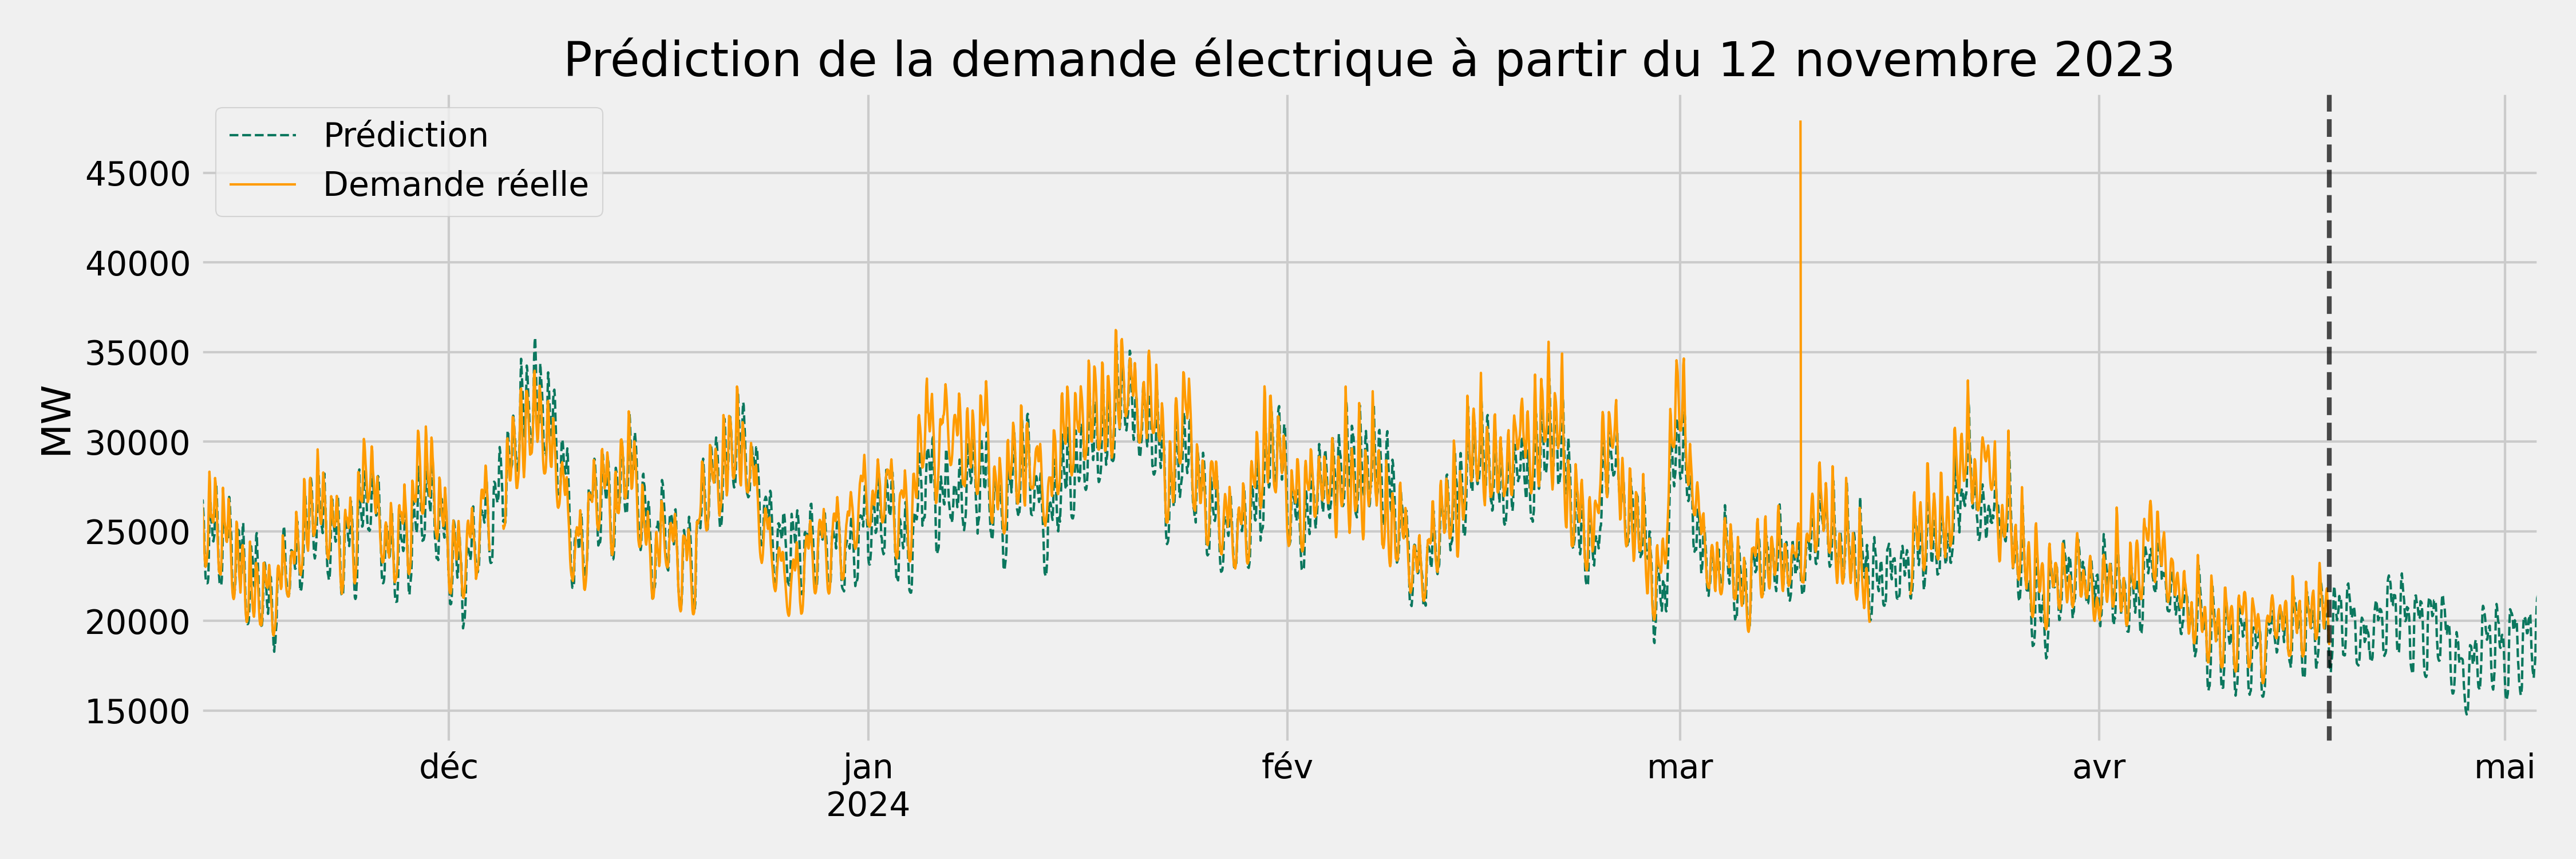 Prédiction de la demande électrique à partir du 12 novembre 2023
Prédiction
Demande réelle
MW
45000
40000
35000
30000
25000
20000
15000
déc
jan
2024
fév
mar
avr
mai